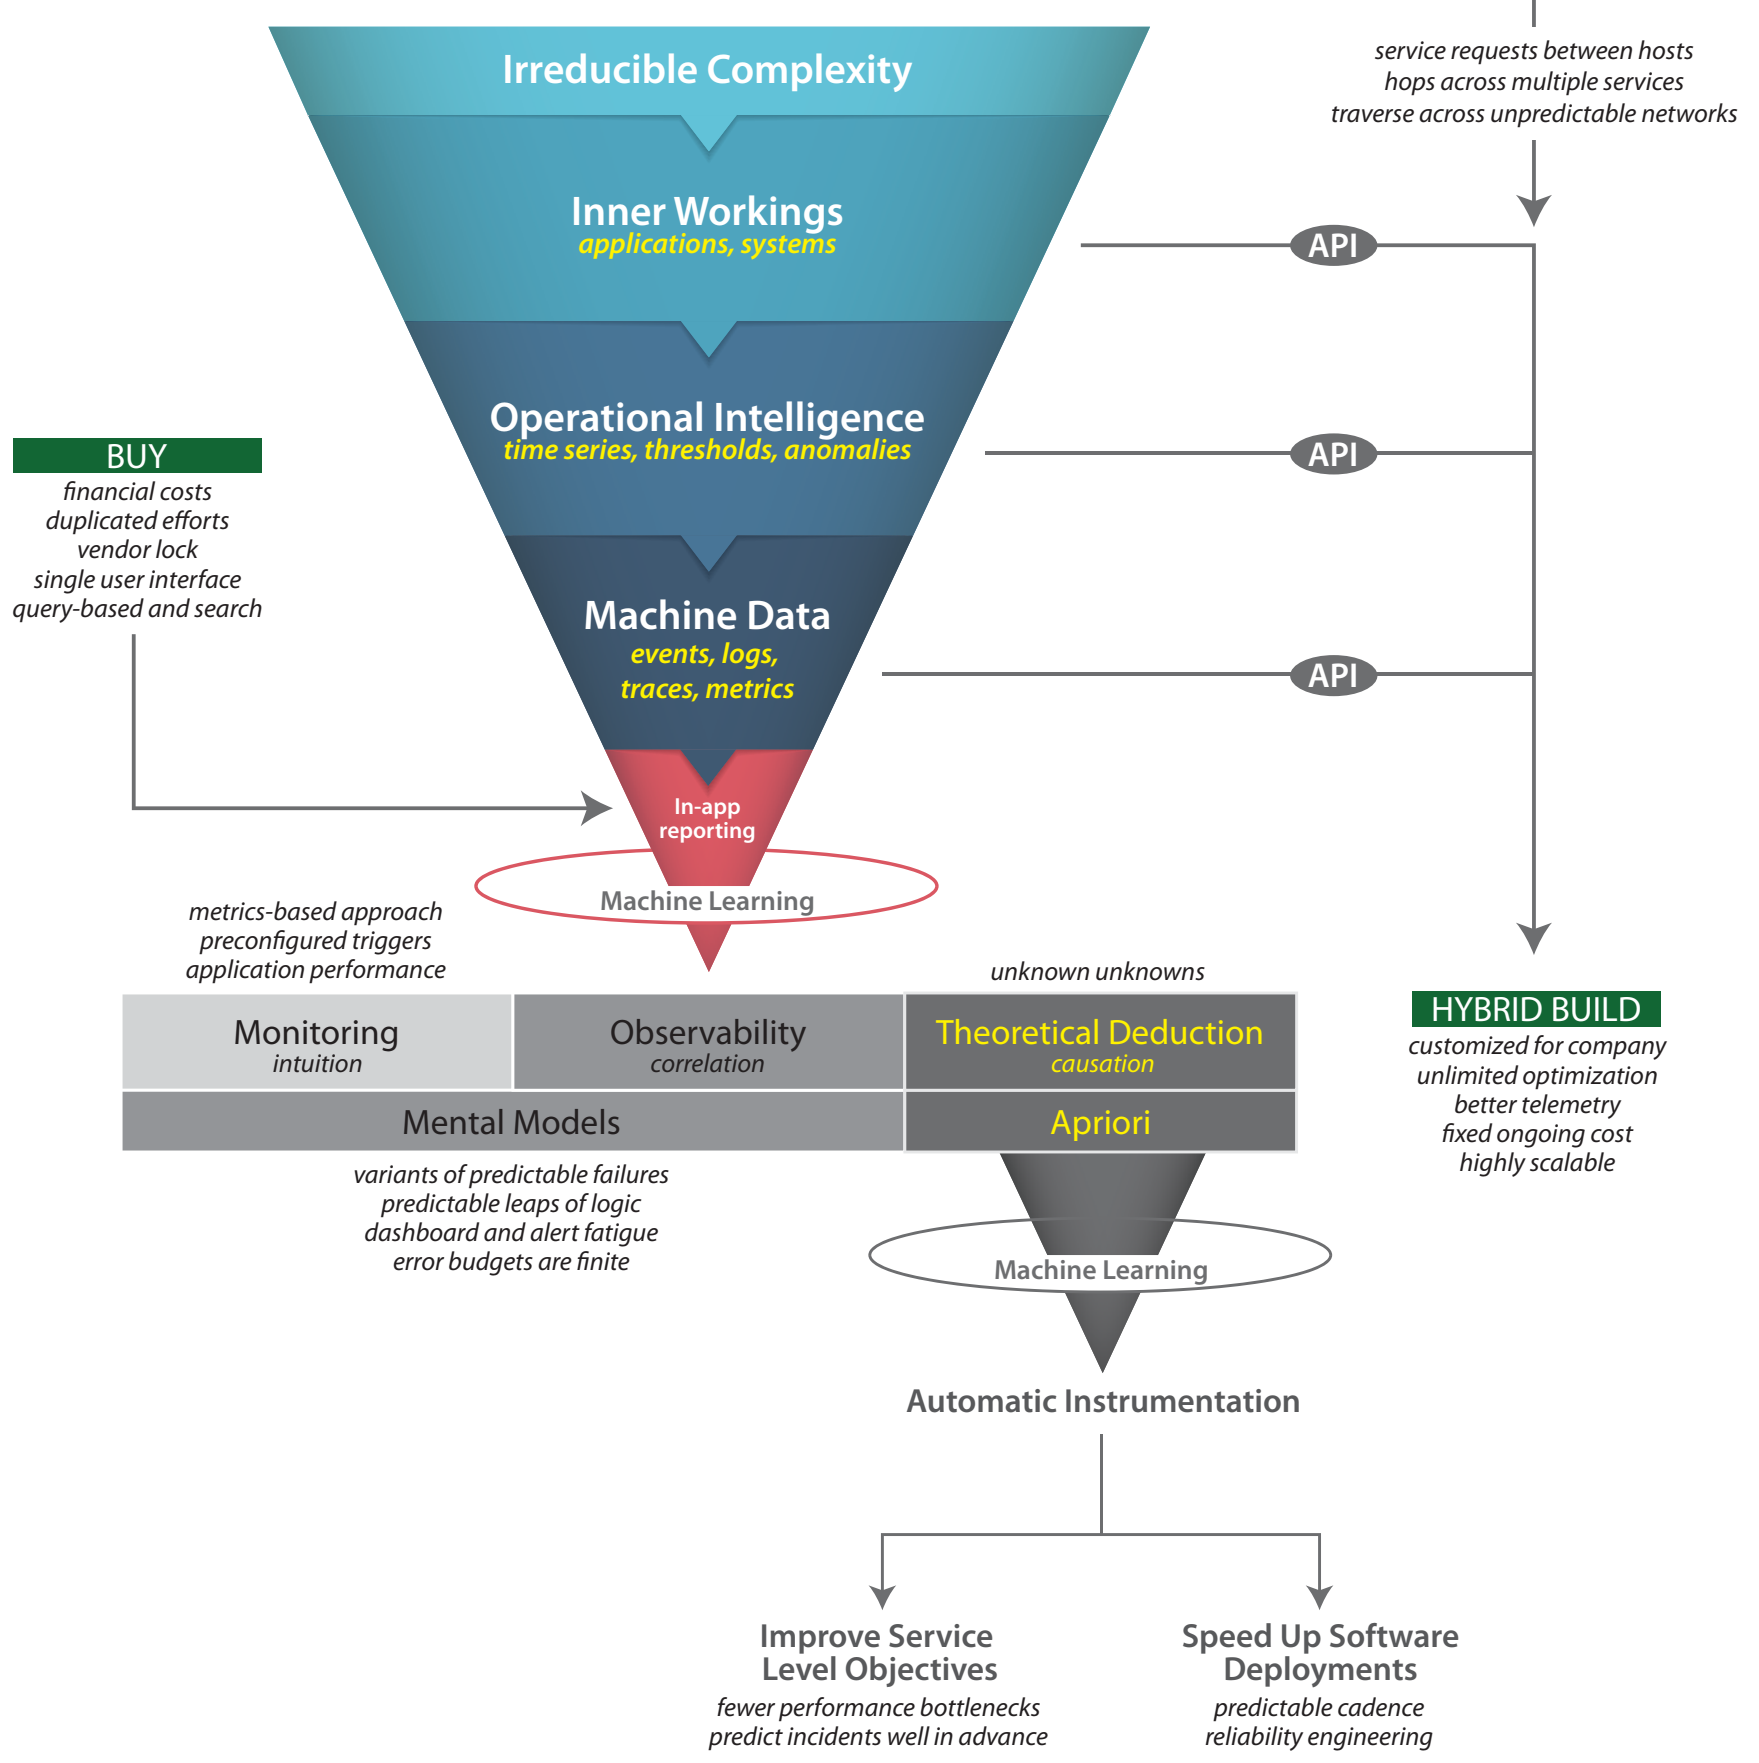 Irreducible Complexity
service requests between hosts
hops across multiple services
traverse across unpredictable networks
Inner Workings
applications, systems
API
Operational Intelligence
time series, thresholds, anomalies
API
BUY
financial costs
duplicated efforts
vendor lock
single user interface
query-based and search
Machine Data
events, logs,
traces, metrics
API
In-app
reporting
Machine Learning
metrics-based approach
preconfigured triggers
application performance
unknown unknowns
Monitoring
intuition
Observability
correlation
Theoretical Deduction
causation
Mental Models
Apriori
HYBRID BUILD
customized for company
unlimited optimization
better telemetry
fixed ongoing cost
highly scalable
variants of predictable failures
predictable leaps of logic
dashboard and alert fatigue
error budgets are finite
Machine Learning
Automatic Instrumentation
Improve Service
Level Objectives
fewer performance bottlenecks
predict incidents well in advance
Speed Up Software
Deployments
predictable cadence
reliability engineering